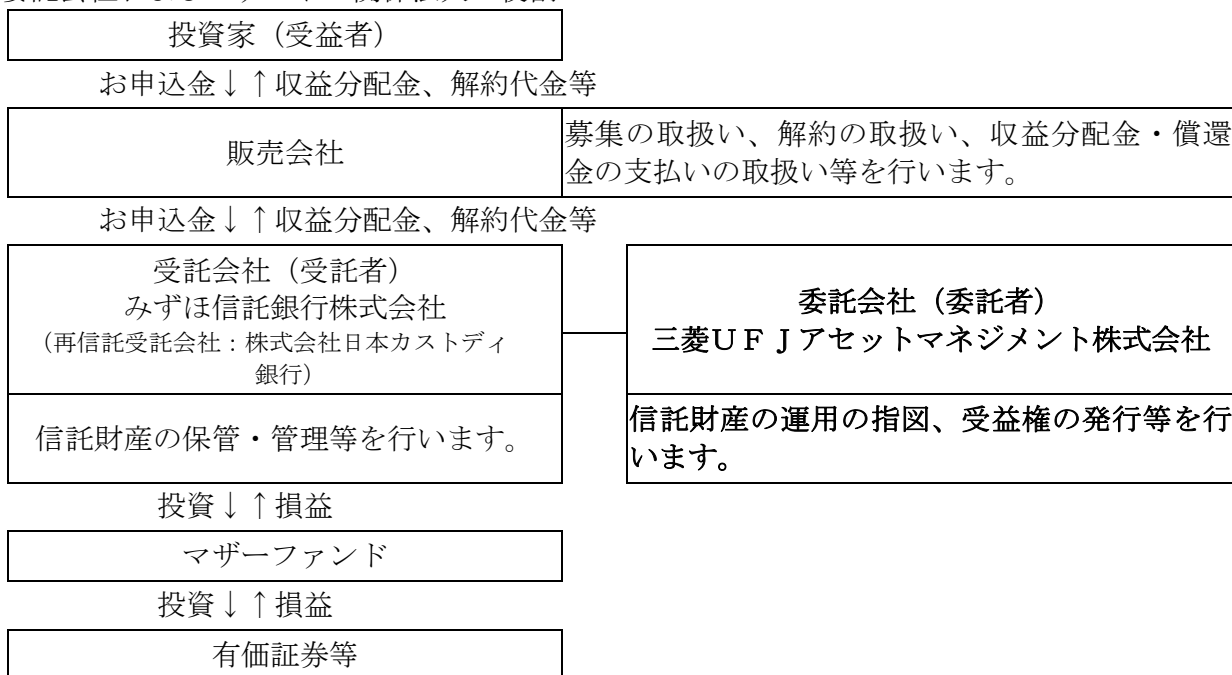 投資家（受益者）
お申込金↓↑収益分配金、解約代金等
販売会社
募集の取扱い、解約の取扱い、収益分配金・償還
金の支払いの取扱い等を行います。
お申込金↓↑収益分配金、解約代金等
受託会社（受託者）
みずほ信託銀行株式会社
（再信託受託会社：株式会社日本カストディ
銀行）
委託会社（委託者）
三菱ＵＦＪアセットマネジメント株式会社
信託財産の保管・管理等を行います。
信託財産の運用の指図、受益権の発行等を行
います。
投資↓↑損益
マザーファンド
投資↓↑損益
有価証券等